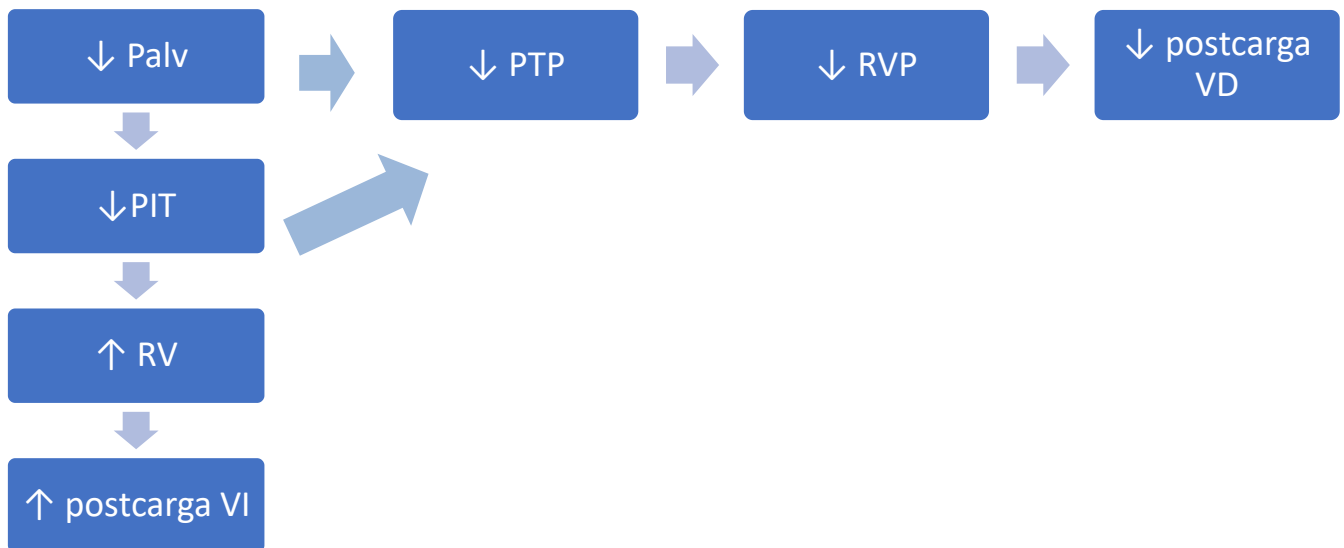 ↓ Palv
↓ PTP
↓ RVP
↓ postcarga
VD
↓PIT
↑ RV
↑ postcarga VI